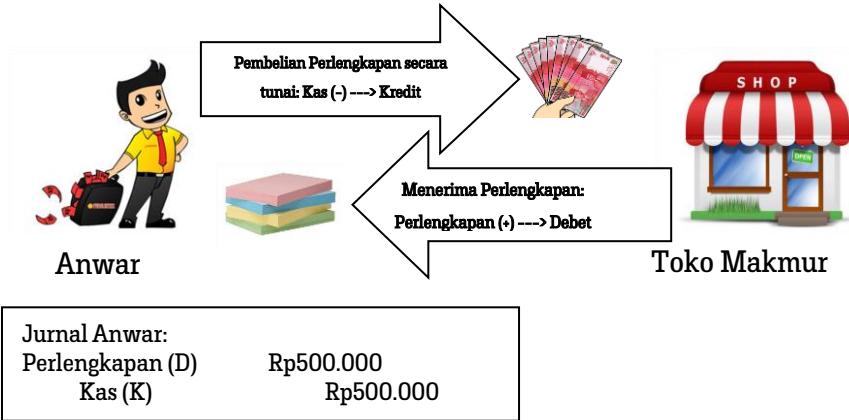 Pembelian Perlengkapan secara
tunai: Kas (-) ---> Kredit
SHOP
OPEN
Menerima Perlengkapan:
Perlengkapan (+) ---> Debet
Anwar
Toko Makmur
Jurnal Anwar:
Perlengkapan (D) Rp500.000
Kas (K) Rp500.000